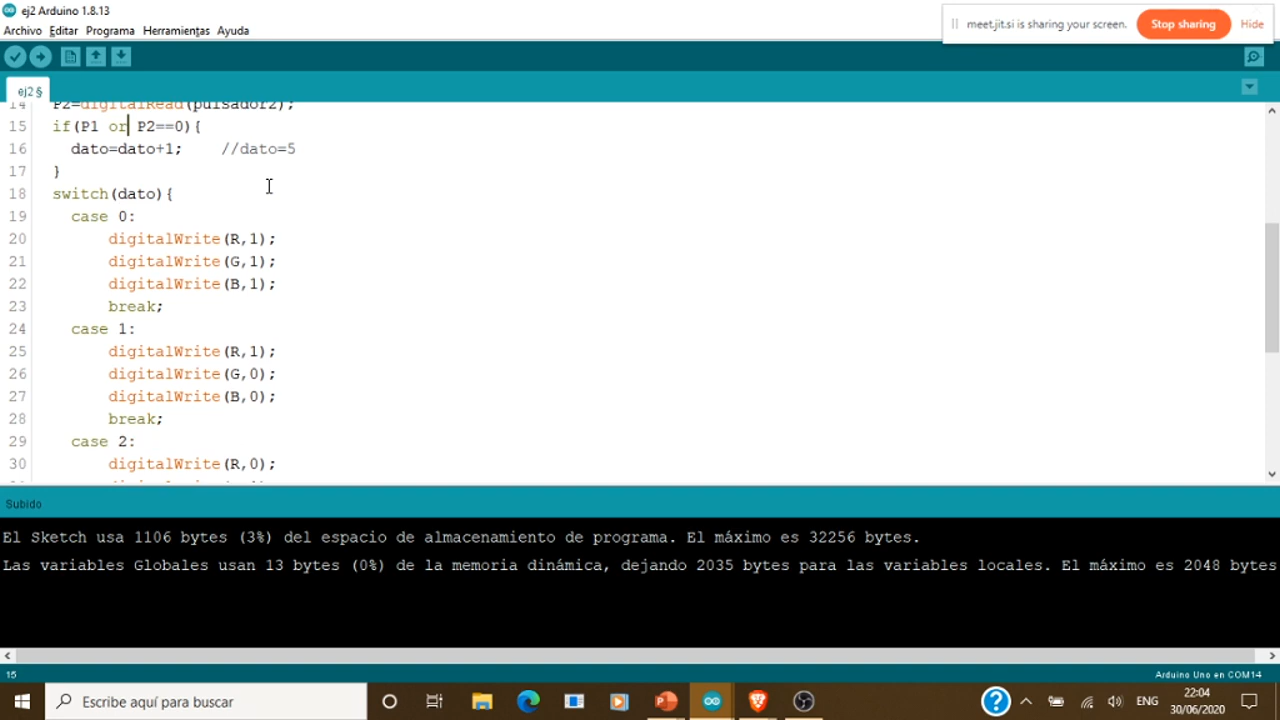 ej2 Arduino 1.8.13
Archivo Editar Programa Herramientas Ayuda
meet.jit.si is sharing your screen. Stop sharing Hide
ej2 §
14 P2=digitalRead(pulsador2);
15 if(P1 or P2==0){
16 dato=dato+1; //dato=5
17 }
18 switch(dato){
19 case 0:
20 digitalWrite(R,1);
21 digitalWrite(G,1);
22 digitalWrite(B,1);
23 break;
24 case 1:
25 digitalWrite(R,1);
26 digitalWrite(G,0);
27 digitalWrite(B,0);
28 break;
29 case 2:
30 digitalWrite(R,0);
Subido
El Sketch usa 1106 bytes (3%) del espacio de almacenamiento de programa. El máximo es 32256 bytes.
Las variables Globales usan 13 bytes (0%) de la memoria dinámica, dejando 2035 bytes para las variables locales. El máximo es 2048 bytes
15 Arduino Uno en COM14
Escribe aquí para buscar
ENG
22:04
30/06/2020